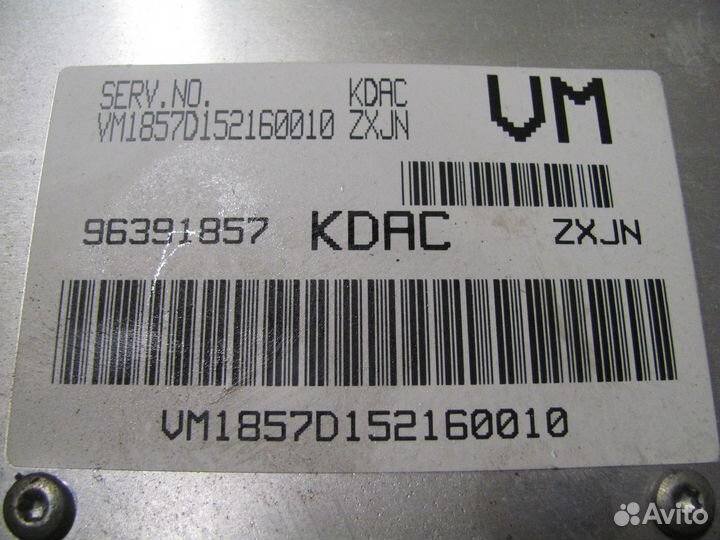 SERV.NO. KDAC VM
VM1857D152160010 ZXJN
96391857 KDAC ZXJN
VM1857D152160010
Avito